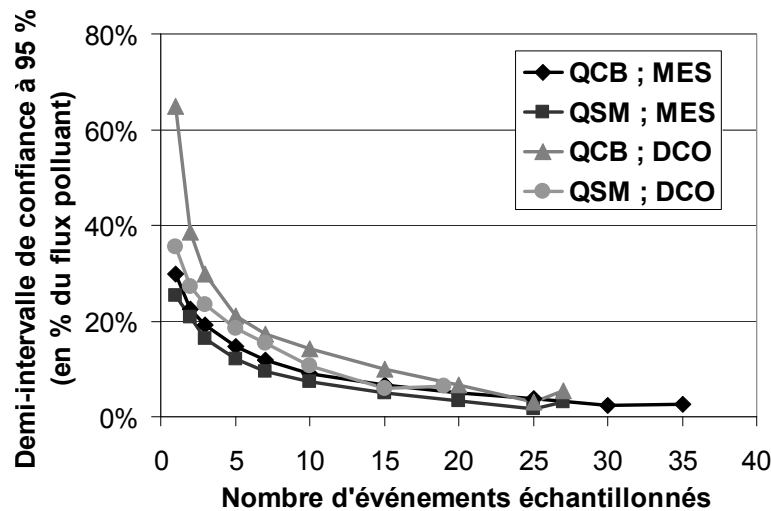 Demi-intervalle de confiance à 95 %
(en % du flux polluant)
80%
60%
40%
20%
0%
QCB ; MES
QSM ; MES
QCB ; DCO
QSM ; DCO
0 5 10 15 20 25 30 35 40
Nombre d'événements échantillonnés